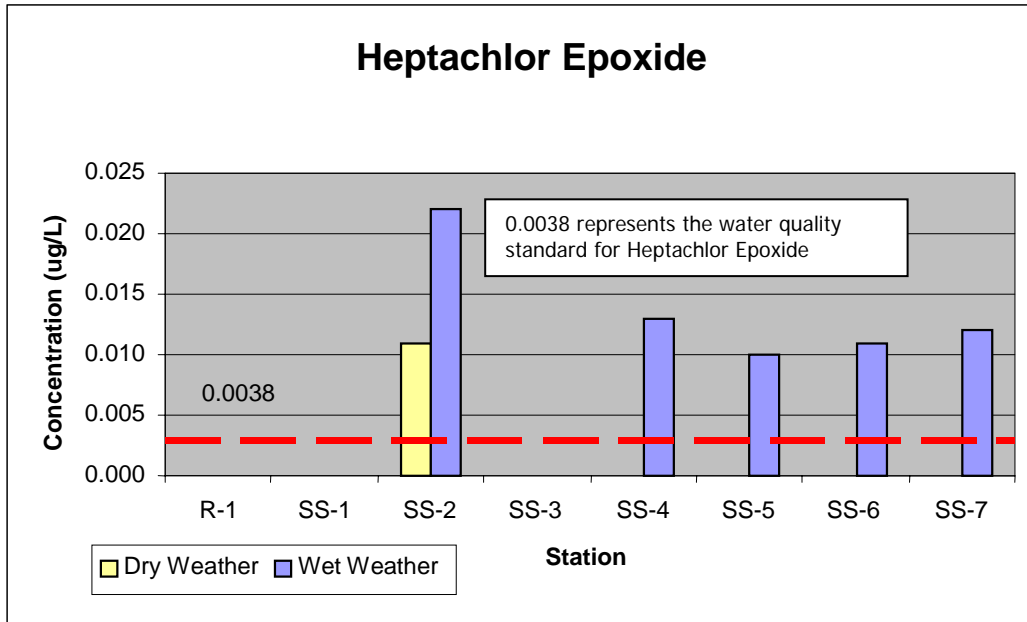 Heptachlor Epoxide
Concentration (ug/L)
0.025
0.020
0.015
0.010
0.005
0.000
0.0038 represents the water quality
standard for Heptachlor Epoxide
0.0038
R-1 SS-1 SS-2 SS-3 SS-4 SS-5 SS-6 SS-7
Station
Dry Weather Wet Weather